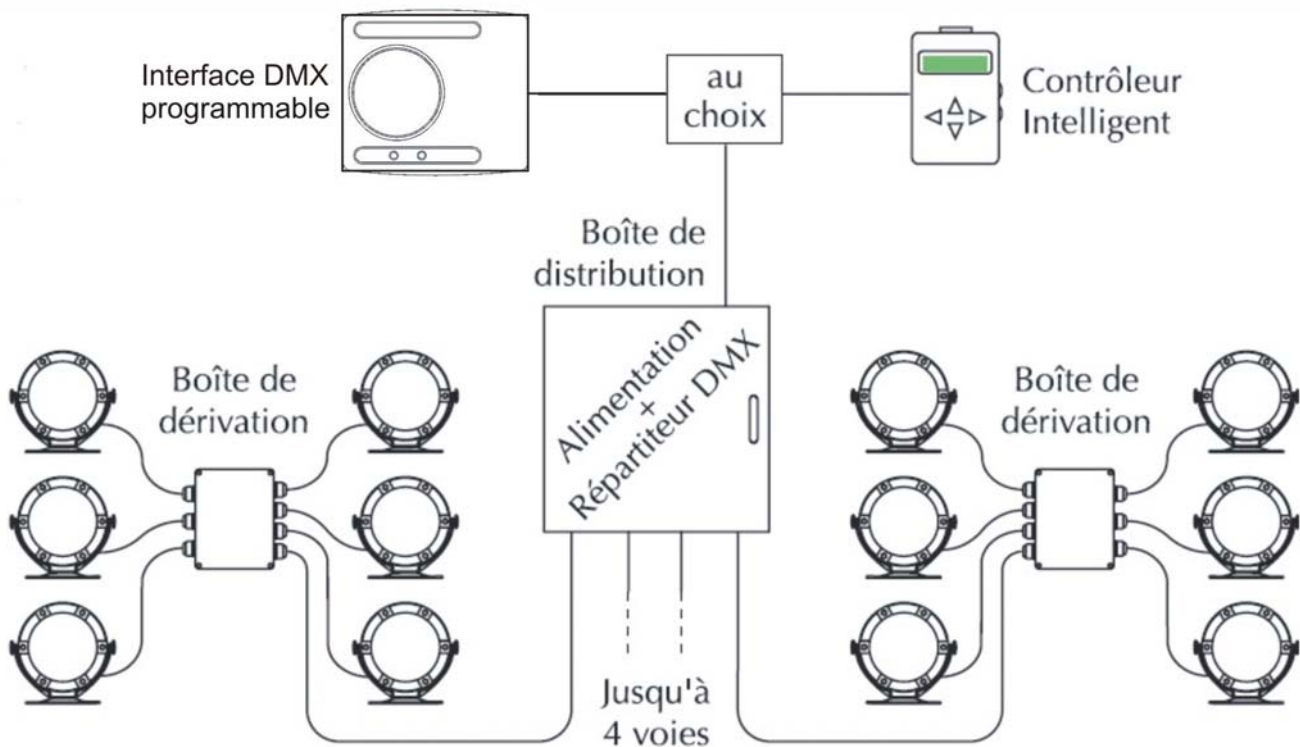 Interface DMX
programmable
au
choix
Contrôleur
Intelligent
Boîte de
distribution
Alimentation
+
Répartiteur DMX
Boîte de
dérivation
Boîte de
dérivation
Jusqu'à
4 voies